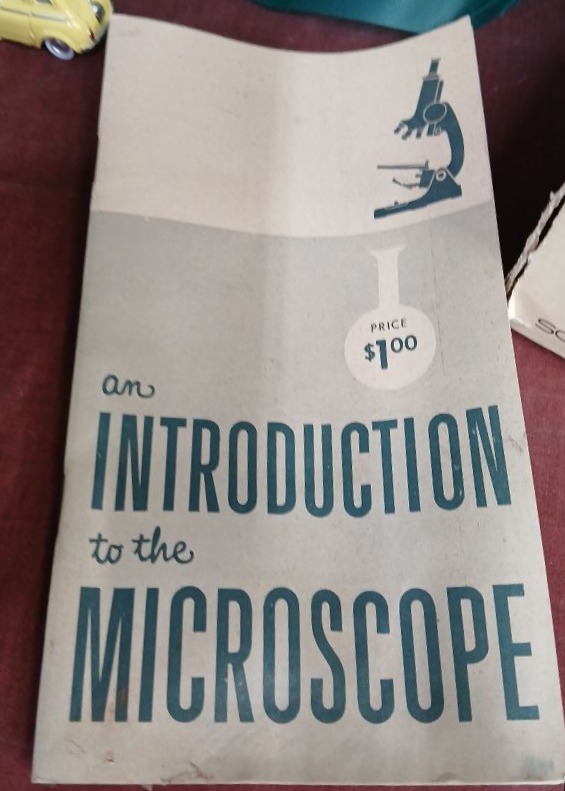 PRICE
$1.00
an
INTRODUCTION
to the
MICROSCOPE